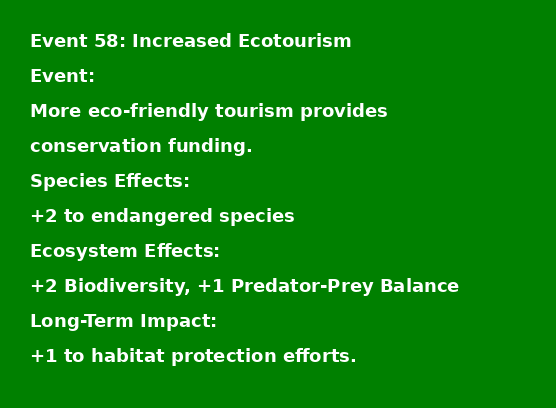 Event 58: Increased Ecotourism
Event:
More eco-friendly tourism provides
conservation funding.
Species Effects:
+2 to endangered species
Ecosystem Effects:
+2 Biodiversity, +1 Predator-Prey Balance
Long-Term Impact:
+1 to habitat protection efforts.